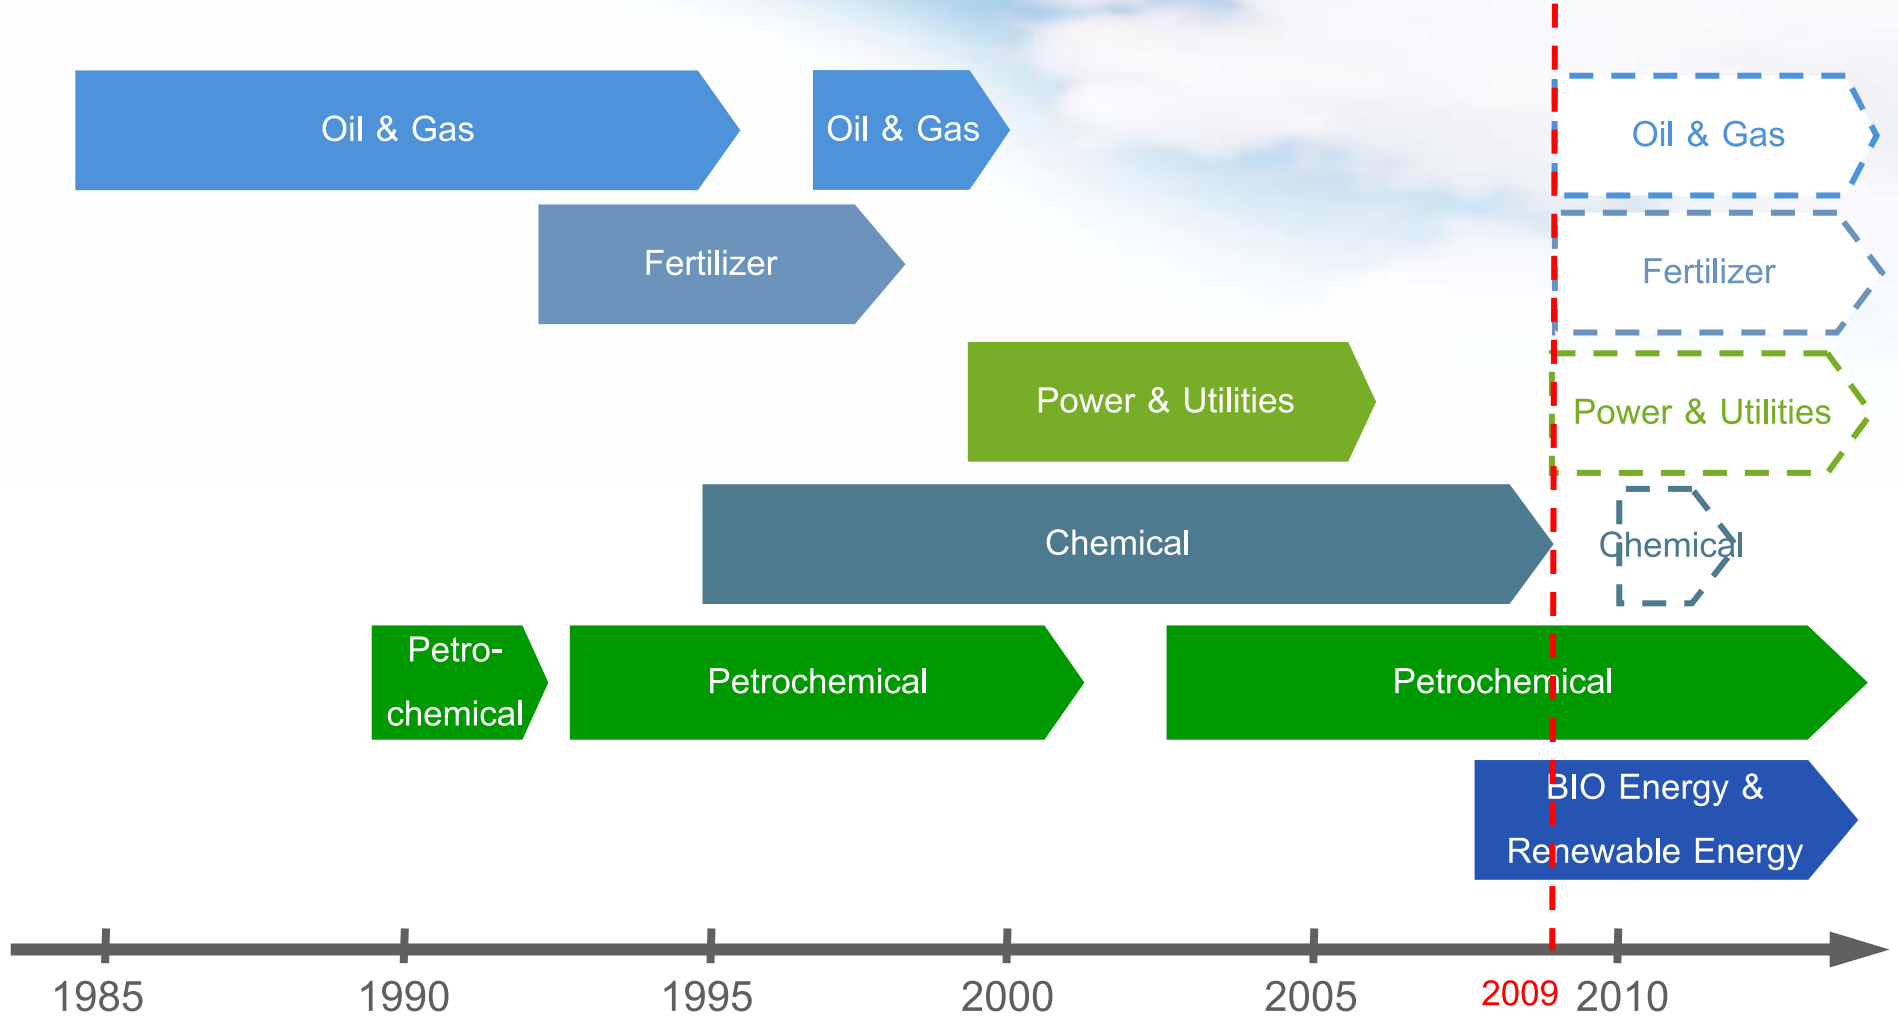 Oil & Gas
Oil & Gas
Oil & Gas
Fertilizer
Fertilizer
Power & Utilities
Power & Utilities
Chemical
Chemical
Petro-
chemical
Petrochemical
Petrochemical
BIO Energy &
Renewable Energy
1985
1990
1995
2000
2005
2009
2010